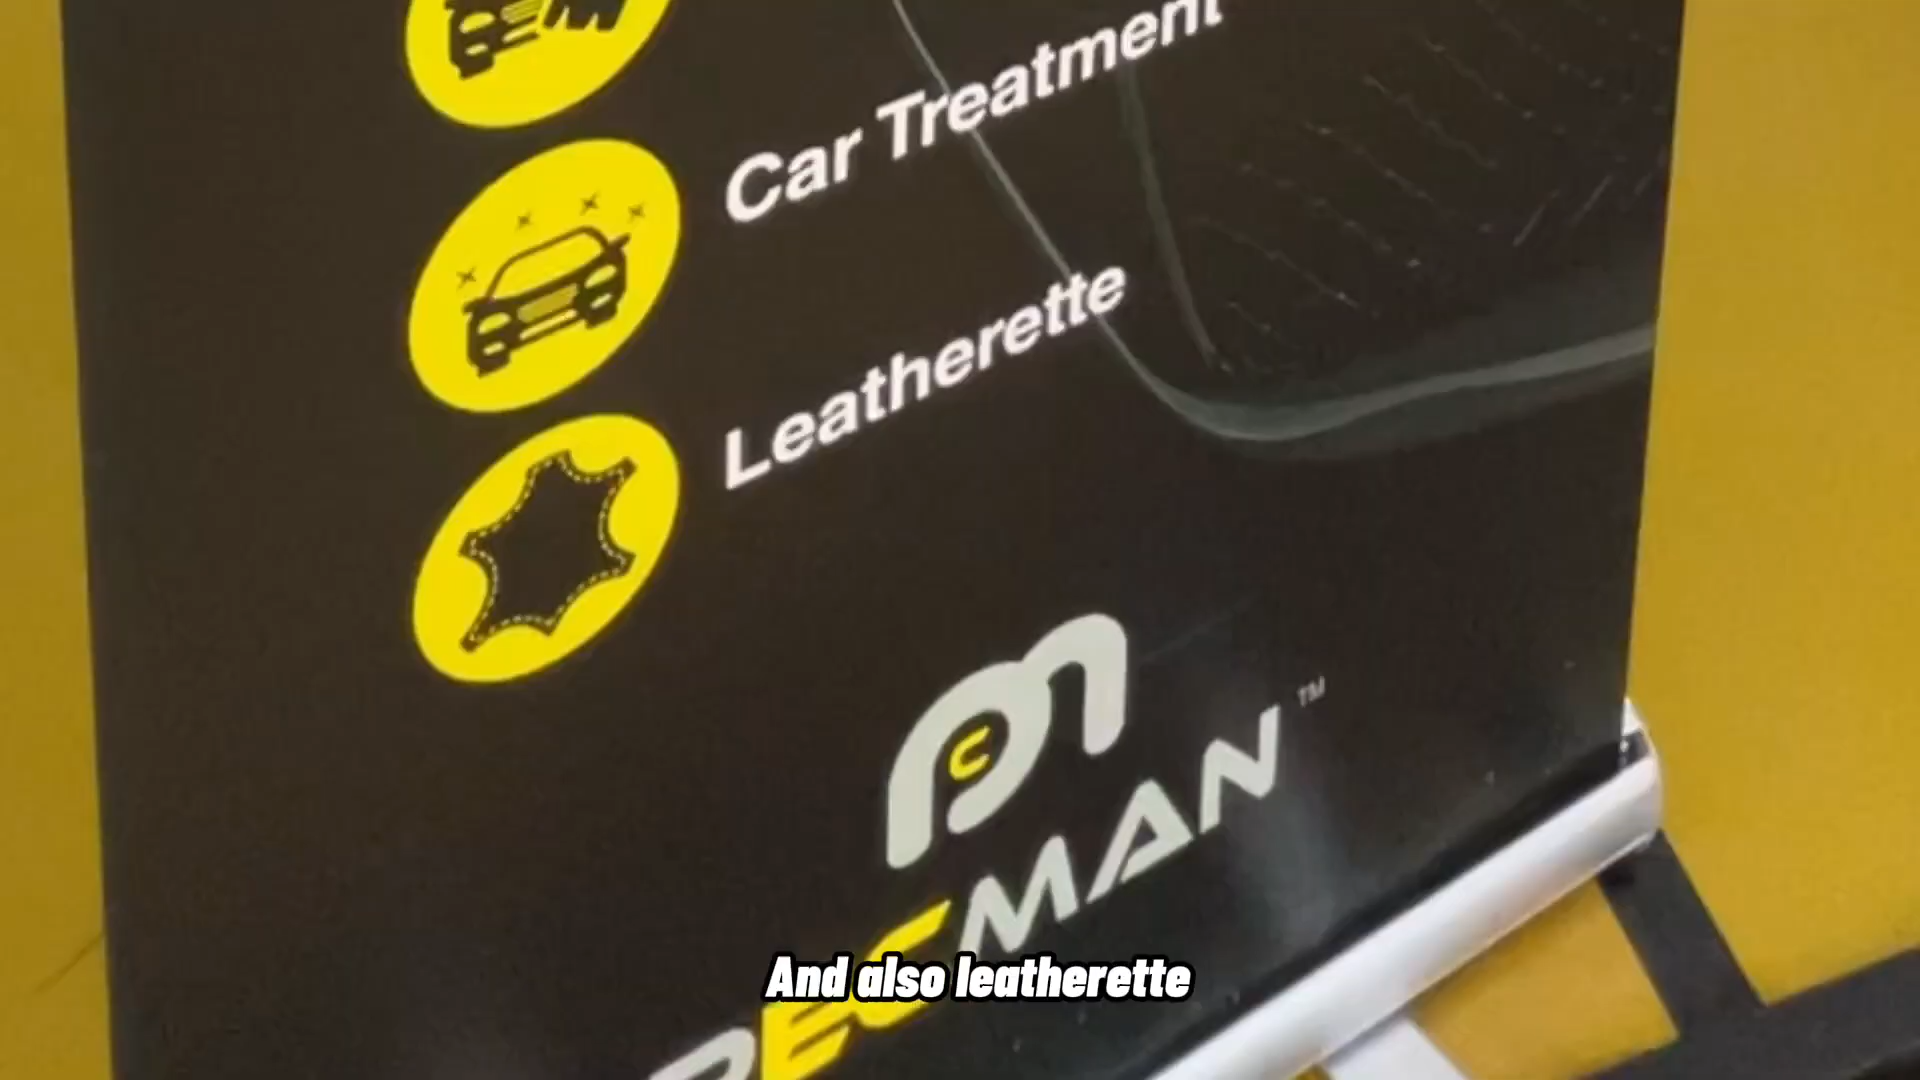 Car Treatment
Leatherette
C
MAN ™
And also leatherette